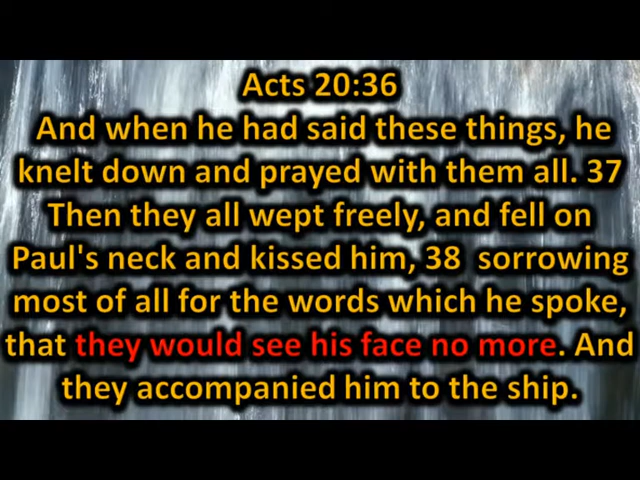 Acts 20:36
And when he had said these things, he
knelt down and prayed with them all. 37
Then they all wept freely, and fell on
Paul's neck and kissed him, 38  sorrowing
most of all for the words which he spoke,
that they would see his face no more. And
they accompanied him to the ship.